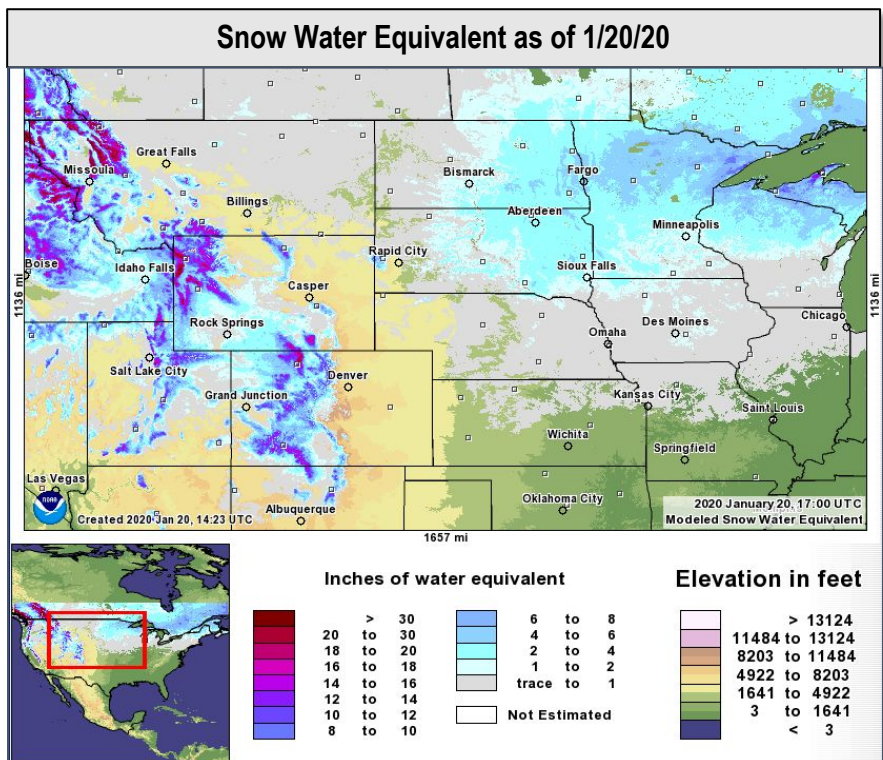 Snow Water Equivalent as of 1/20/20
Great Falls
Missoula
Bismarck
Fargo
Billings
Aberdeen
Minneapolis
Rapid City
Boise
Idaho Falls
Sioux Falls
Casper
1136 mi
1136 mi
Rock Springs
Des Moines
Chicago
Omaha
Salt Lake City
Denver
Grand Junction
Kansas City
Saint Louis
Wichita
Springfield
Las Vegas
noaa
Oklahoma City
2020 January 20, 17:00 UTC
Created 2020 Jan 20, 14:23 UTC
Albuquerque
Modeled Snow Water Equivalent
1657 mi
Inches of water equivalent
> 30
20 to 30
18 to 20
16 to 18
14 to 16
12 to 14
10 to 12
8 to 10
6 to 8
4 to 6
2 to 4
1 to 2
trace to 1
Not Estimated
Elevation in feet
> 13124
11484 to 13124
8203 to 11484
4922 to 8203
1641 to 4922
3 to 1641
< 3